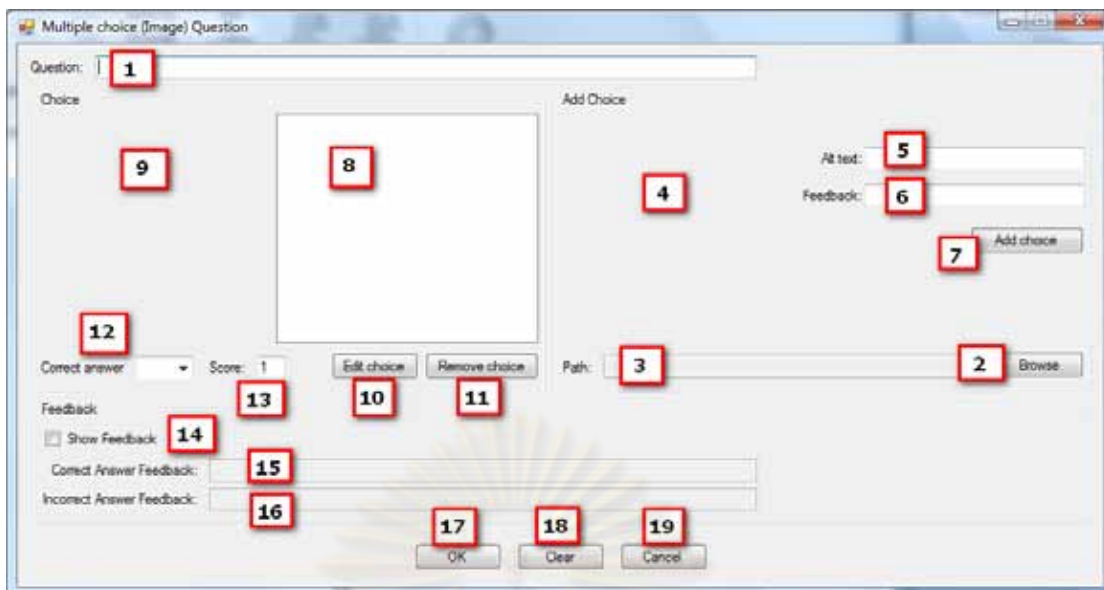 Multiple choice (Image) Question
Question: 1
Choice Add Choice
9 8 4 Alt text: 5
Feedback: 6
7 Add choice
12
Correct answer Score: 1 Edit choice Remove choice Path: 3 2 Browse
13 10 11
Feedback
Show Feedback 14
Correct Answer Feedback: 15
Incorrect Answer Feedback: 16
17 18 19
OK Clear Cancel